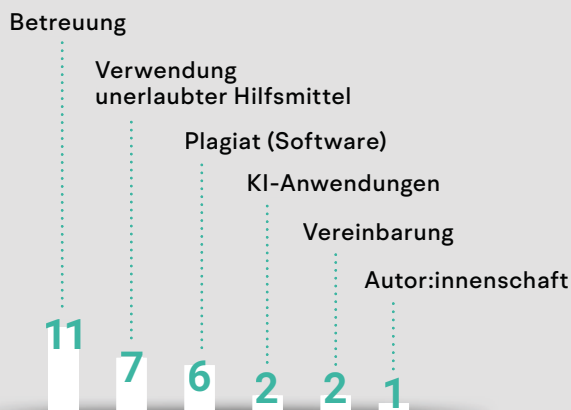 Betreuung
Verwendung
unerlaubter Hilfsmittel
Plagiat (Software)
KI-Anwendungen
Vereinbarung
Autor:innenschaft
11
7
6
2
2
1